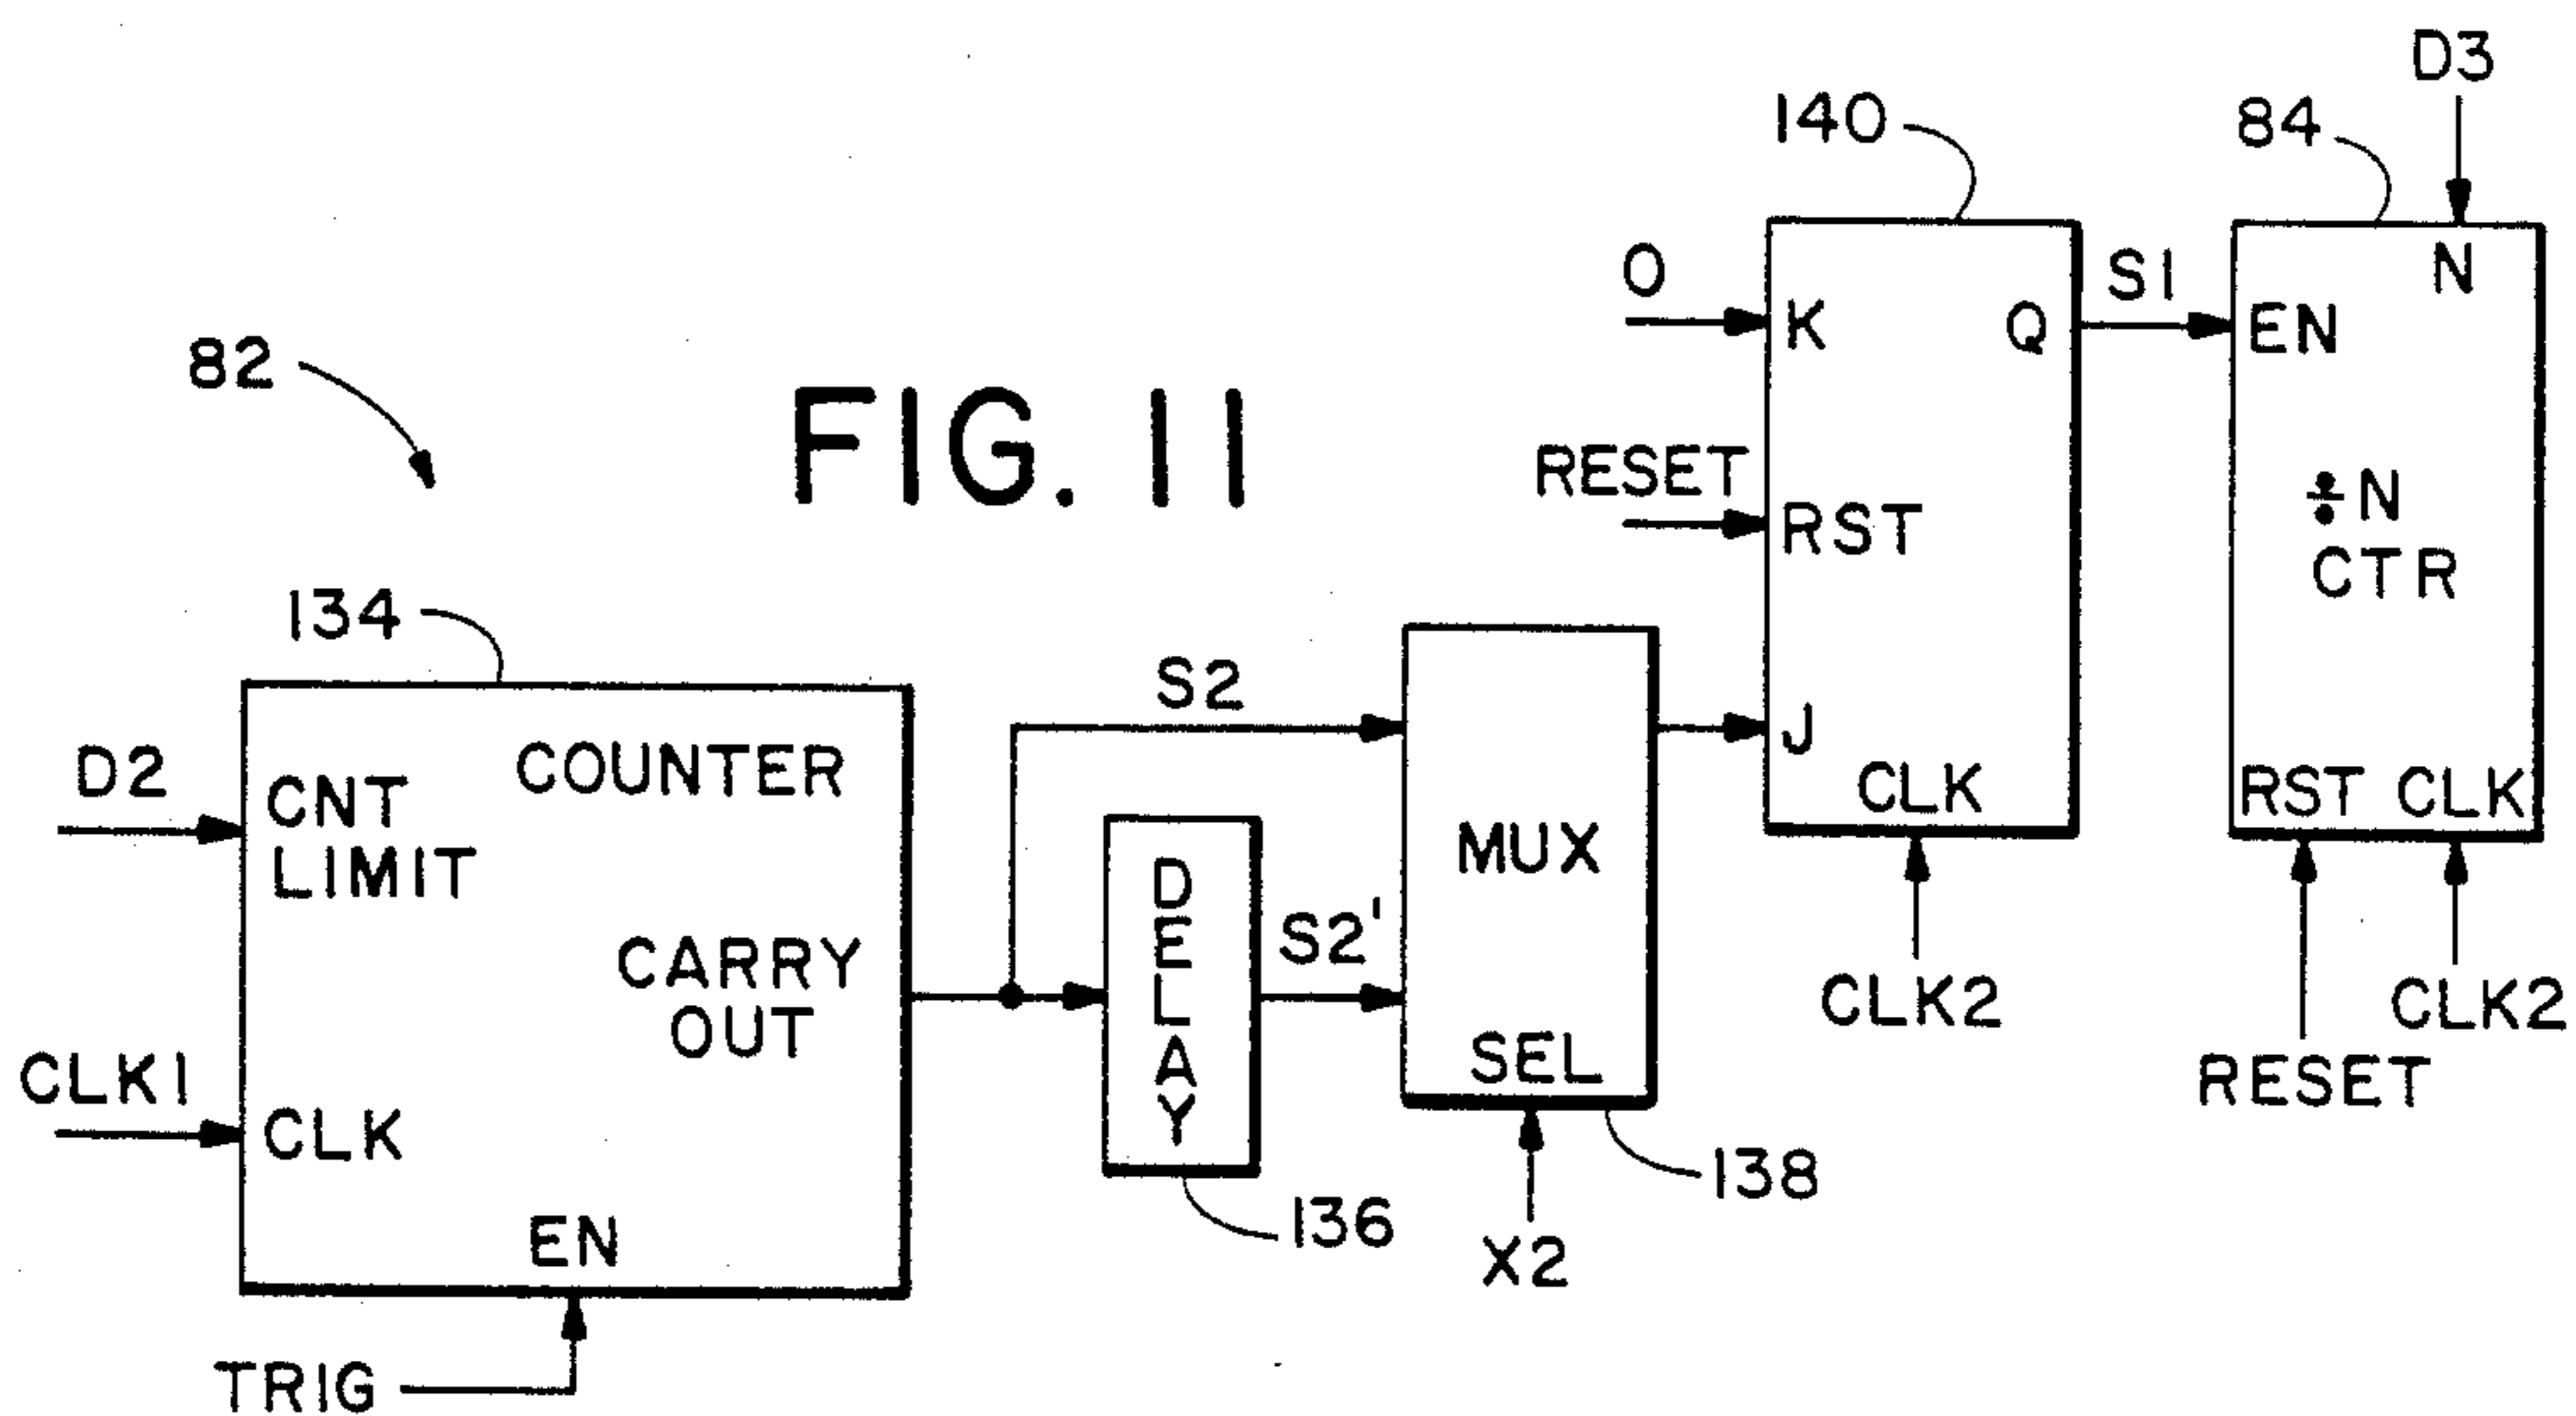 D3
140
84
O
K
Q
S1
EN
N
82
FIG. 11
RESET
RST
÷N
CTR
134
S2
J
D2
CNT
LIMIT
COUNTER
CLK
RST
CLK
DELAY
MUX
CARRY
OUT
S2'
CLK2
CLK2
CLK1
CLK
SEL
RESET
138
136
EN
X2
TRIG